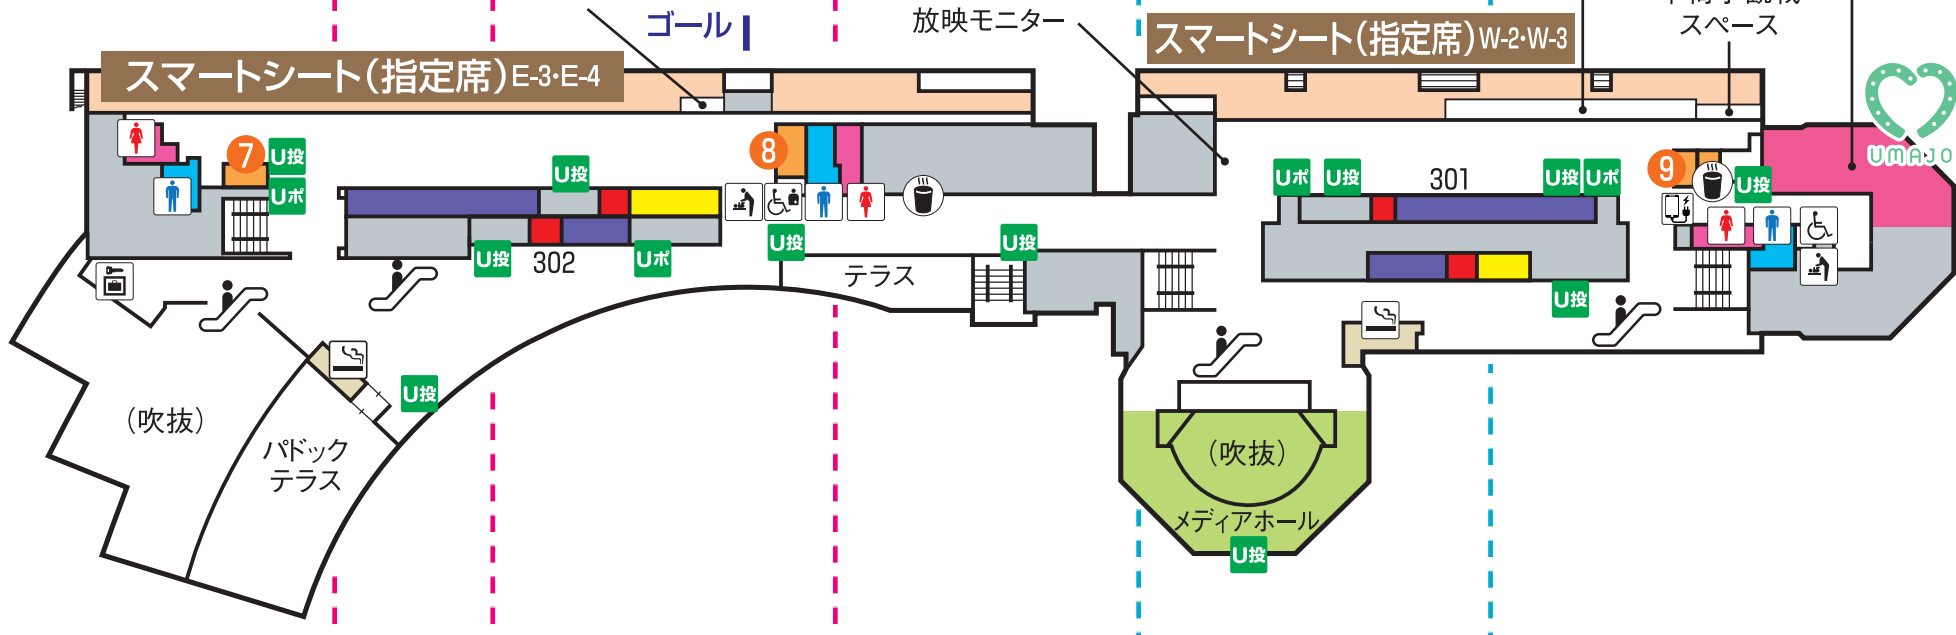 ゴール
放映モニター
スペース
スマートシート(指定席)W-2・W-3
スマートシート(指定席)E-3・E-4
UMAJO
7
U投
Uポ
8
U投
U投
302
Uポ
U投
U投
テラス
Uポ
U投
301
U投
Uポ
9
U投
U投
U投
(吹抜)
パドック
テラス
(吹抜)
メディアホール
U投